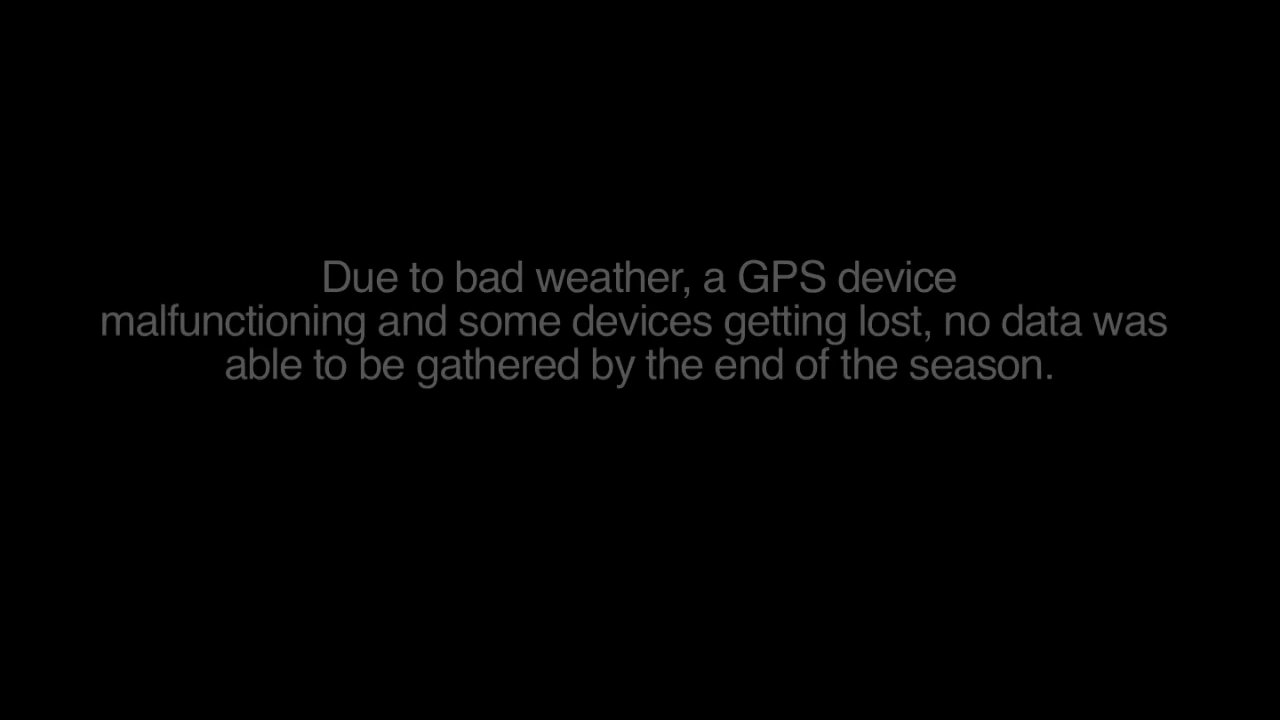 Due to bad weather, a GPS device
malfunctioning and some devices getting lost, no data was
able to be gathered by the end of the season.